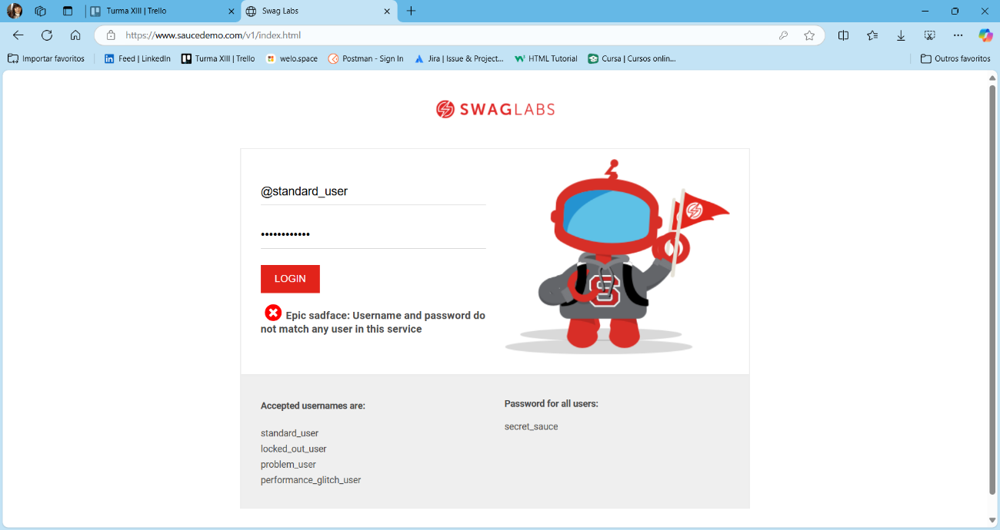 Turma XIII | Trello
Swag Labs
https://www.saucedemo.com/v1/index.html
Importar favoritos
Feed | LinkedIn
Turma XIII | Trello
welo.space
Postman - Sign In
Jira | Issue & Project...
HTML Tutorial
Cursa | Cursos onlin...
Outros favoritos
SWAGLABS
@standard_user
••••••••••••
LOGIN
Epic sadface: Username and password do
not match any user in this service
S
Accepted usernames are:
standard_user
locked_out_user
problem_user
performance_glitch_user
Password for all users:
secret_sauce